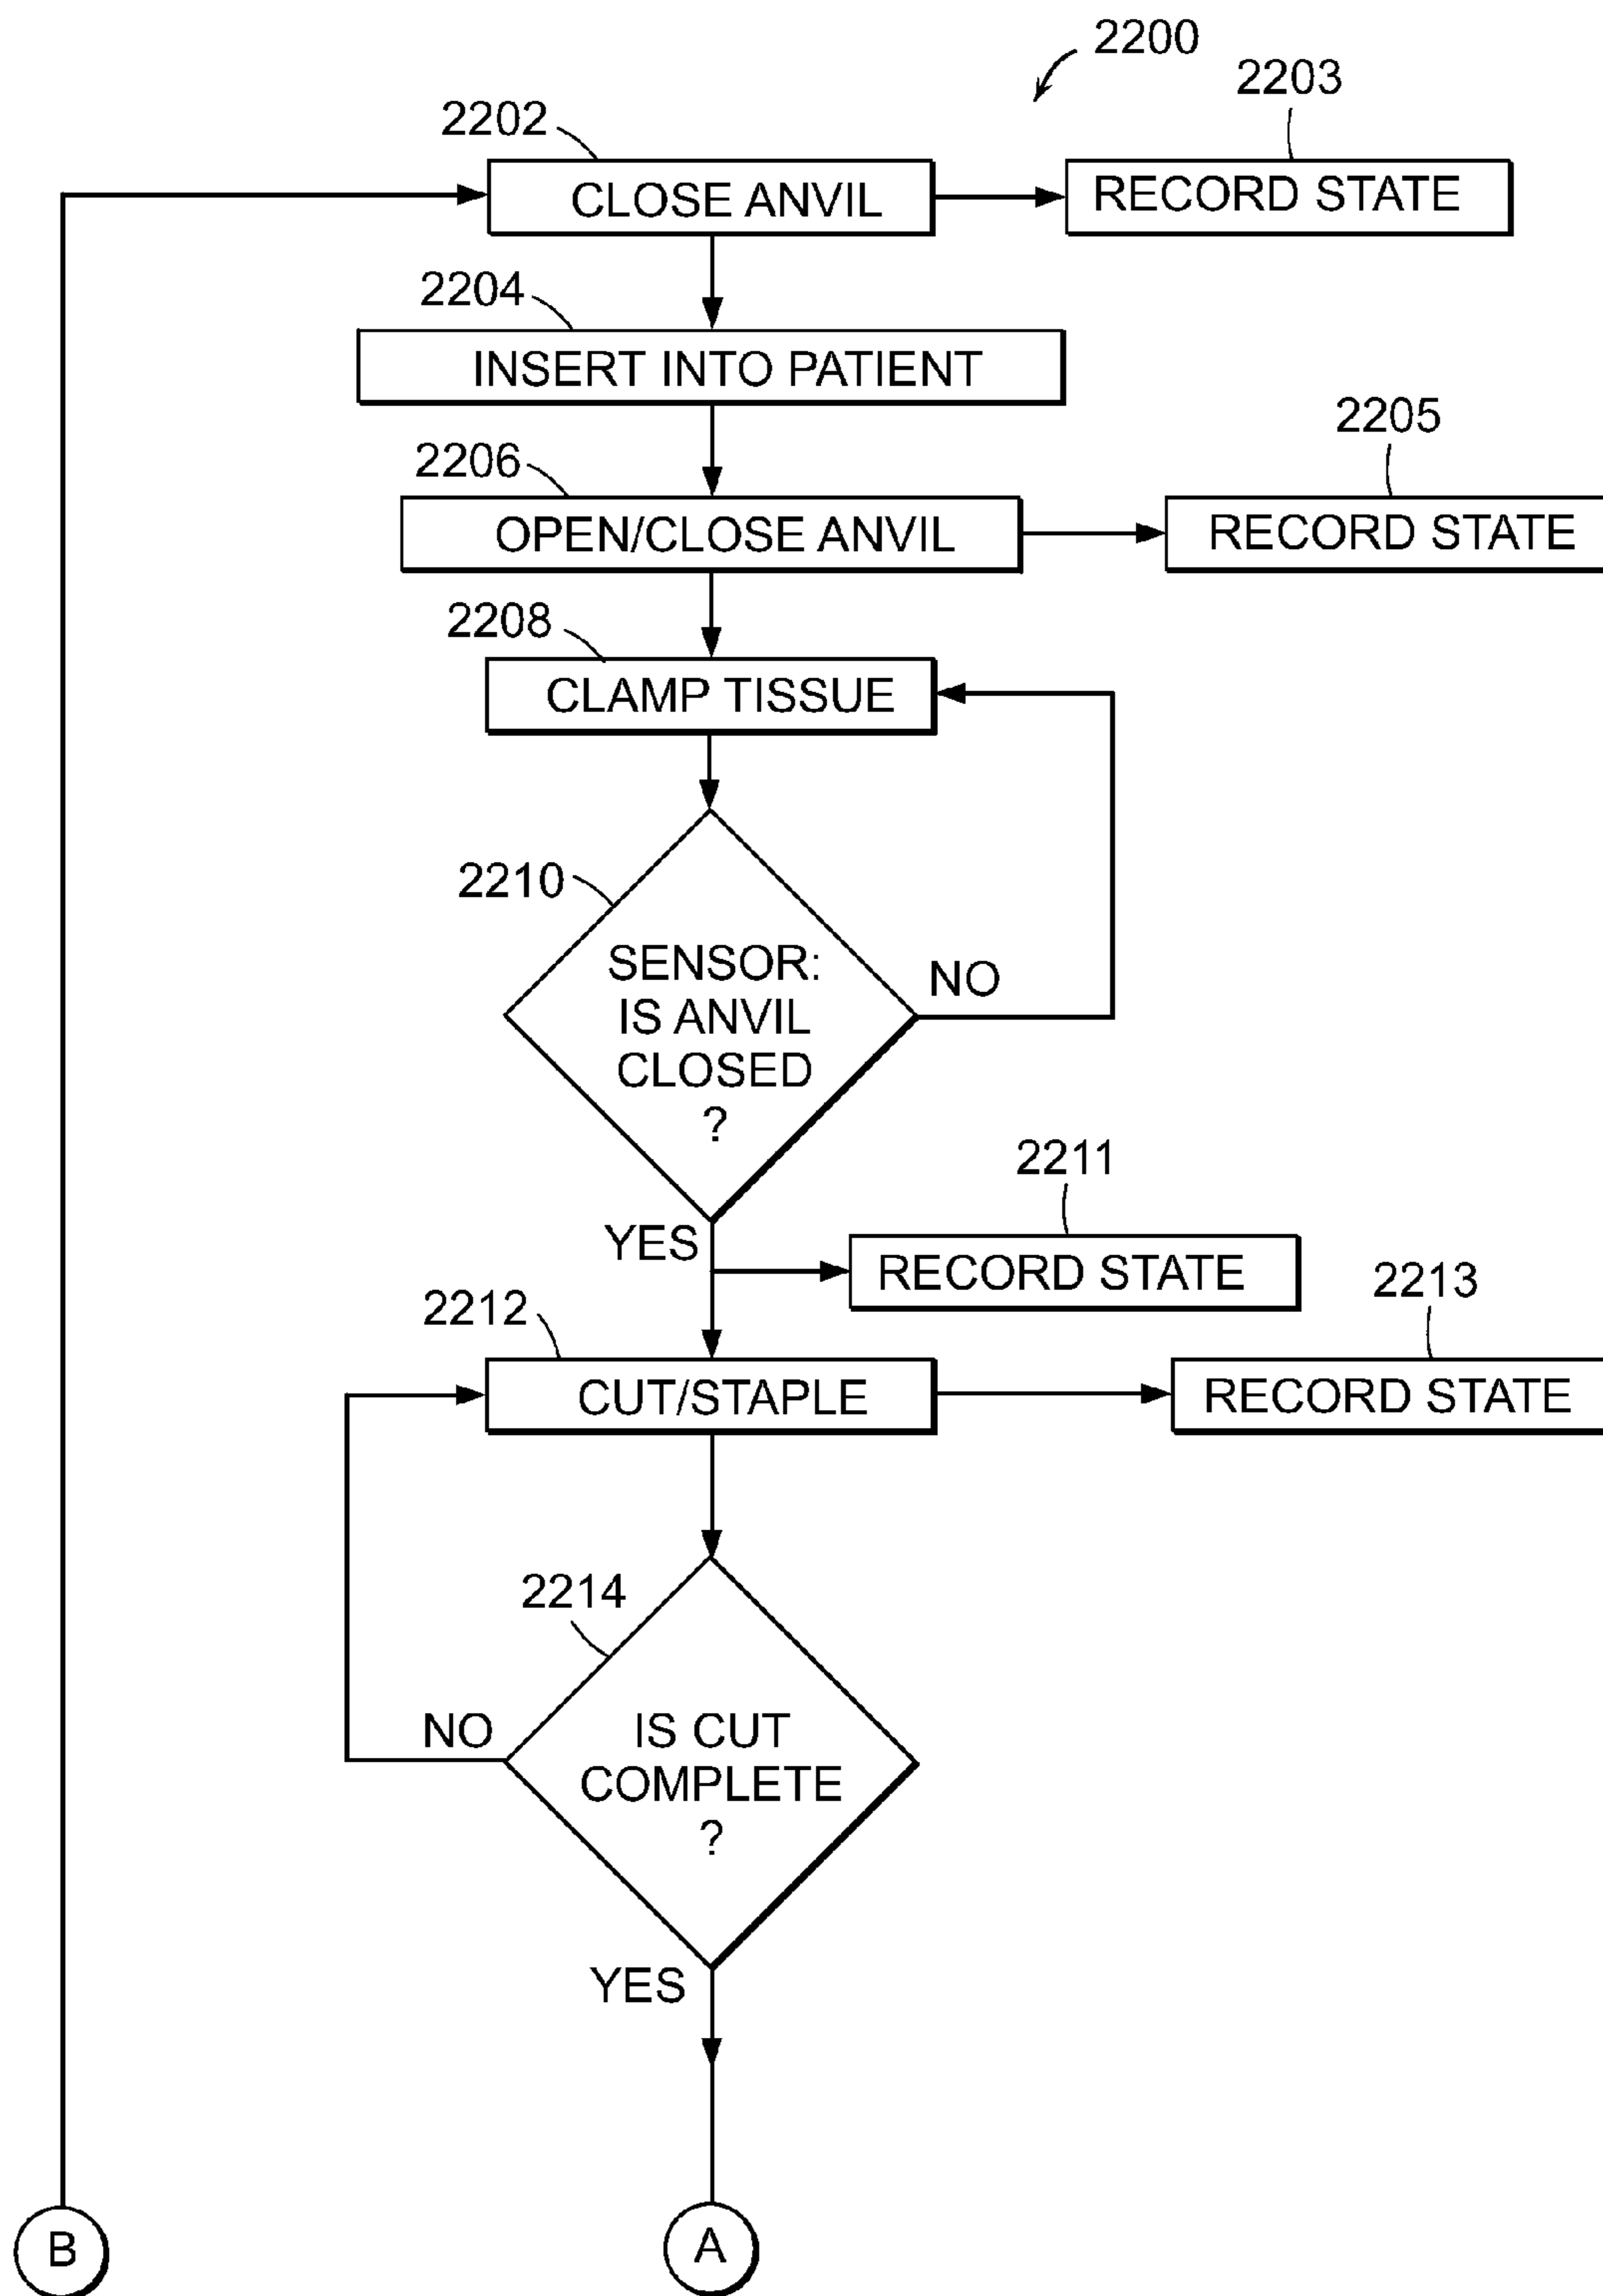 2200
2203
2202
CLOSE ANVIL
RECORD STATE
2204
INSERT INTO PATIENT
2205
2206
OPEN/CLOSE ANVIL
RECORD STATE
2208
CLAMP TISSUE
2210
SENSOR:
IS ANVIL
CLOSED
?
NO
2211
YES
RECORD STATE
2213
2212
CUT/STAPLE
RECORD STATE
2214
NO
IS CUT
COMPLETE
?
YES
B
A